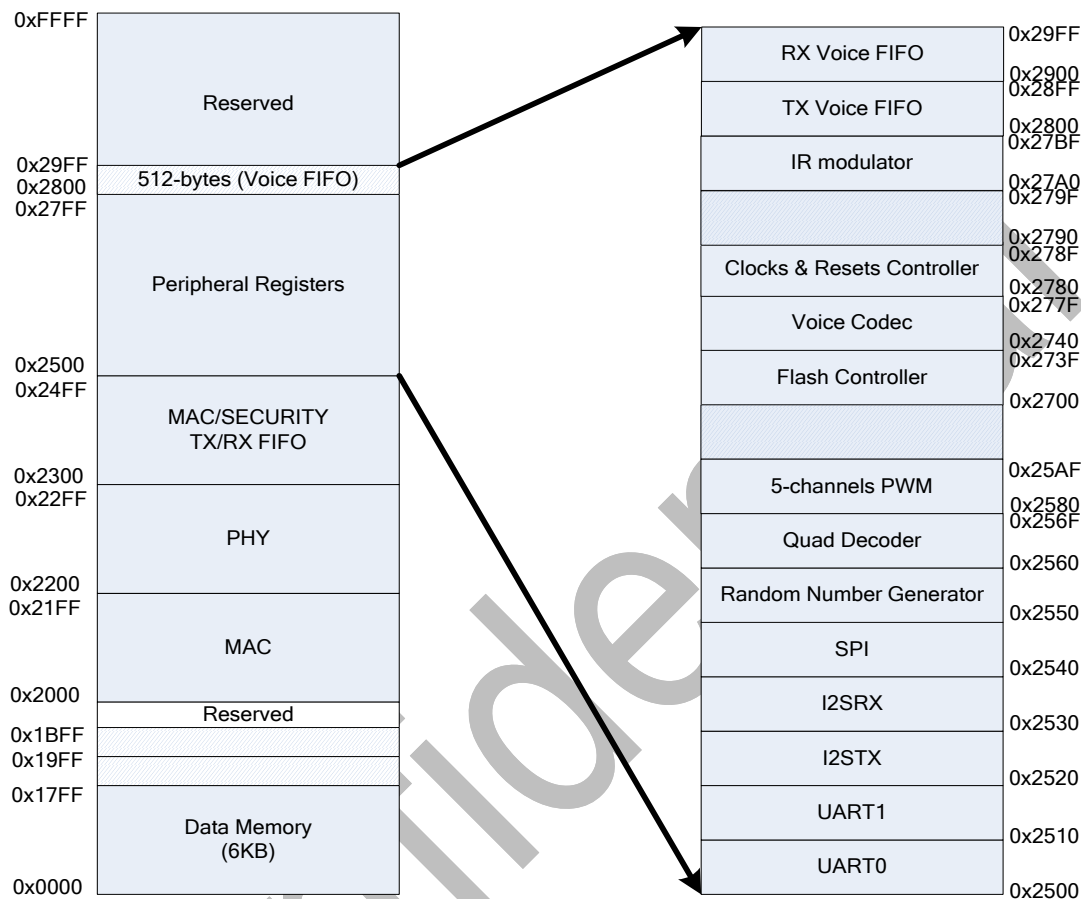 0xFFFF
Reserved
0x29FF
512-bytes (Voice FIFO)
0x2800
0x27FF
Peripheral Registers
0x2500
0x24FF
MAC/SECURITY
TX/RX FIFO
0x2300
0x22FF
PHY
0x2200
0x21FF
MAC
0x2000
Reserved
0x1BFF
0x19FF
0x17FF
Data Memory
(6KB)
0x0000
0x29FF
RX Voice FIFO
0x2900
0x28FF
TX Voice FIFO
0x2800
0x27BF
IR modulator
0x27A0
0x279F
0x2790
0x278F
Clocks & Resets Controller
0x2780
0x277F
Voice Codec
0x2740
0x273F
Flash Controller
0x2700
0x25AF
5-channels PWM
0x2580
0x256F
Quad Decoder
0x2560
Random Number Generator
0x2550
SPI
0x2540
I2SRX
0x2530
I2STX
0x2520
UART1
0x2510
UART0
0x2500